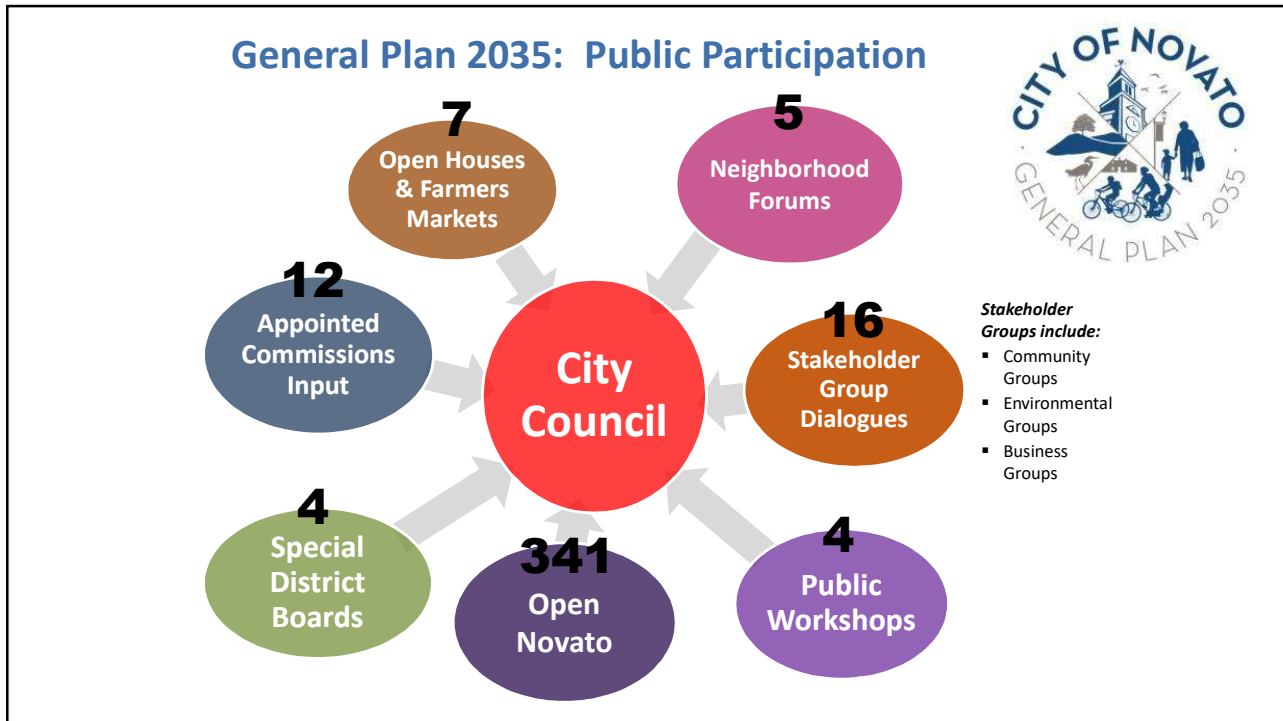 General Plan 2035: Public Participation
CITY OF NOVATO
· GENERAL PLAN 2035 ·
7
Open Houses
& Farmers
Markets
5
Neighborhood
Forums
12
Appointed
Commissions
Input
City
Council
16
Stakeholder
Group
Dialogues
Stakeholder
Groups include:
▪ Community
Groups
▪ Environmental
Groups
▪ Business
Groups
4
Special
District
Boards
341
Open
Novato
4
Public
Workshops